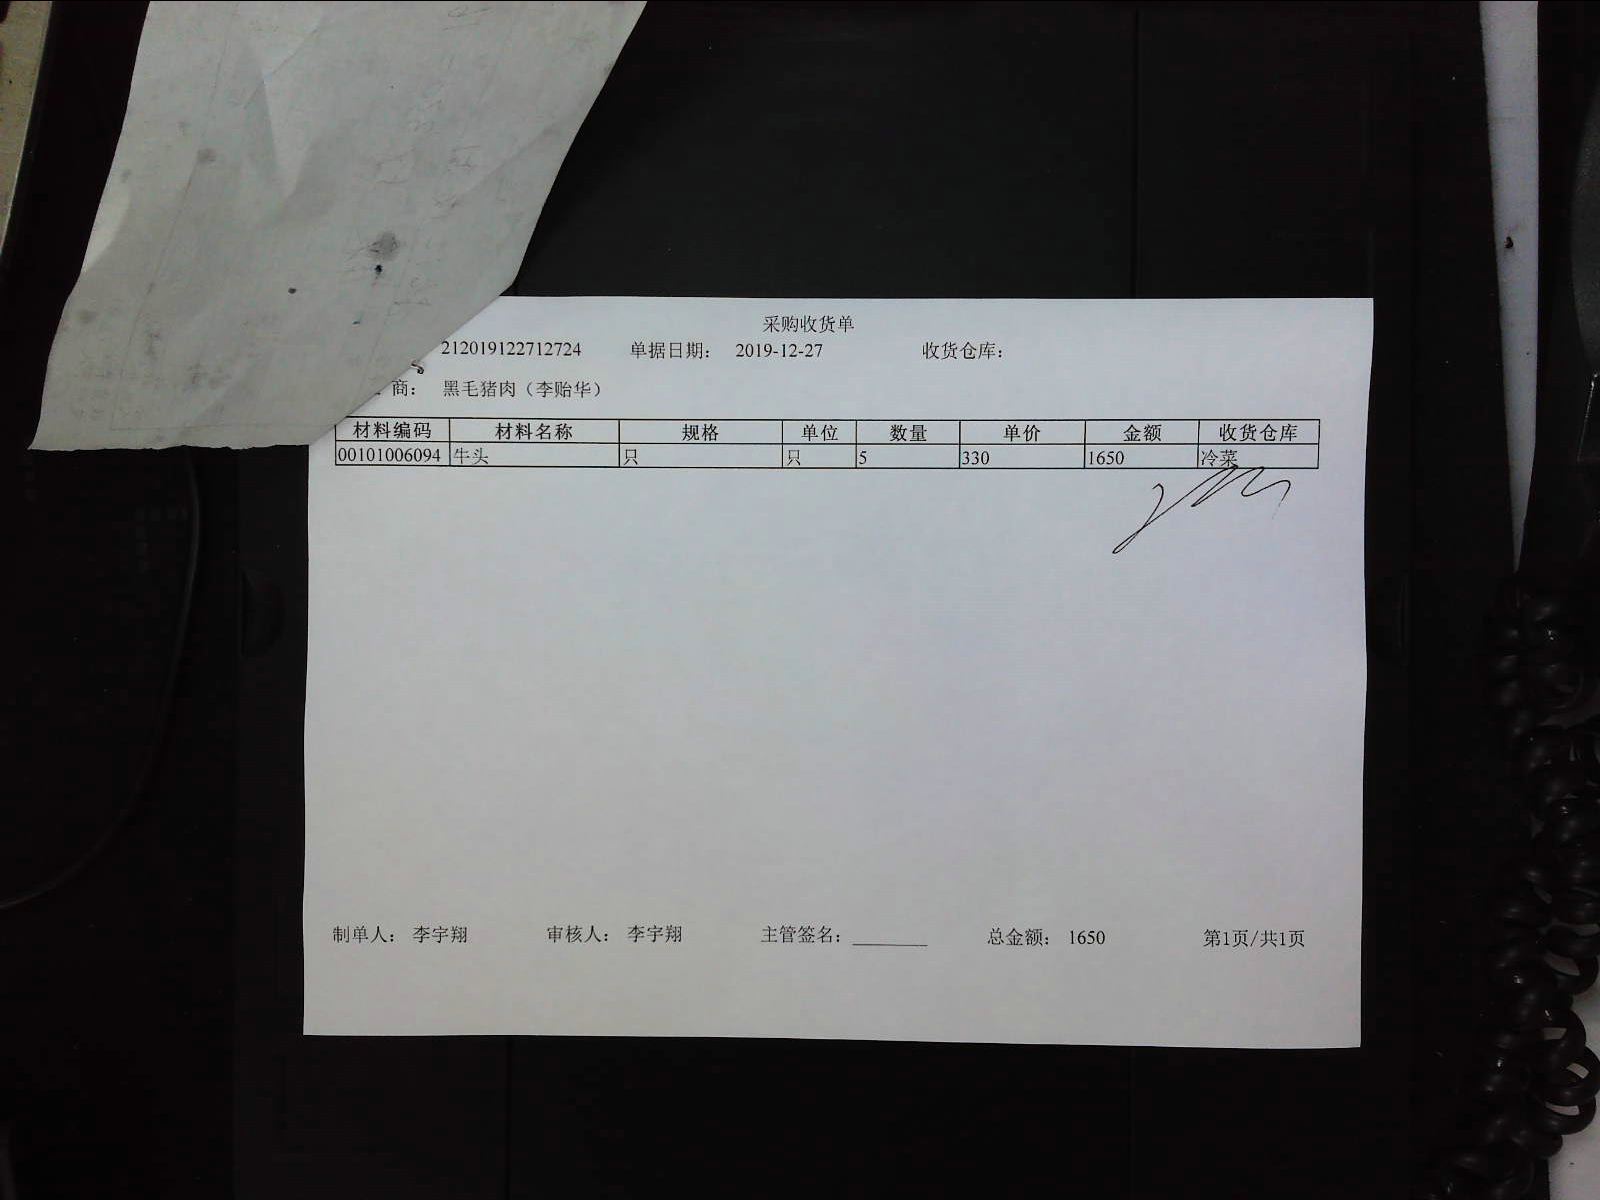 采购收货单
212019122712724 单据日期: 2019-12-27 收货仓库:
商: 黑毛猪肉（李贻华）
材料编码 材料名称 规格 单位 数量 单价 金额 收货仓库
00101006094 牛头 只 只 5 330 1650 冷菜
制单人: 李宇翔 审核人: 李宇翔 主管签名: 总金额: 1650 第1页/共1页